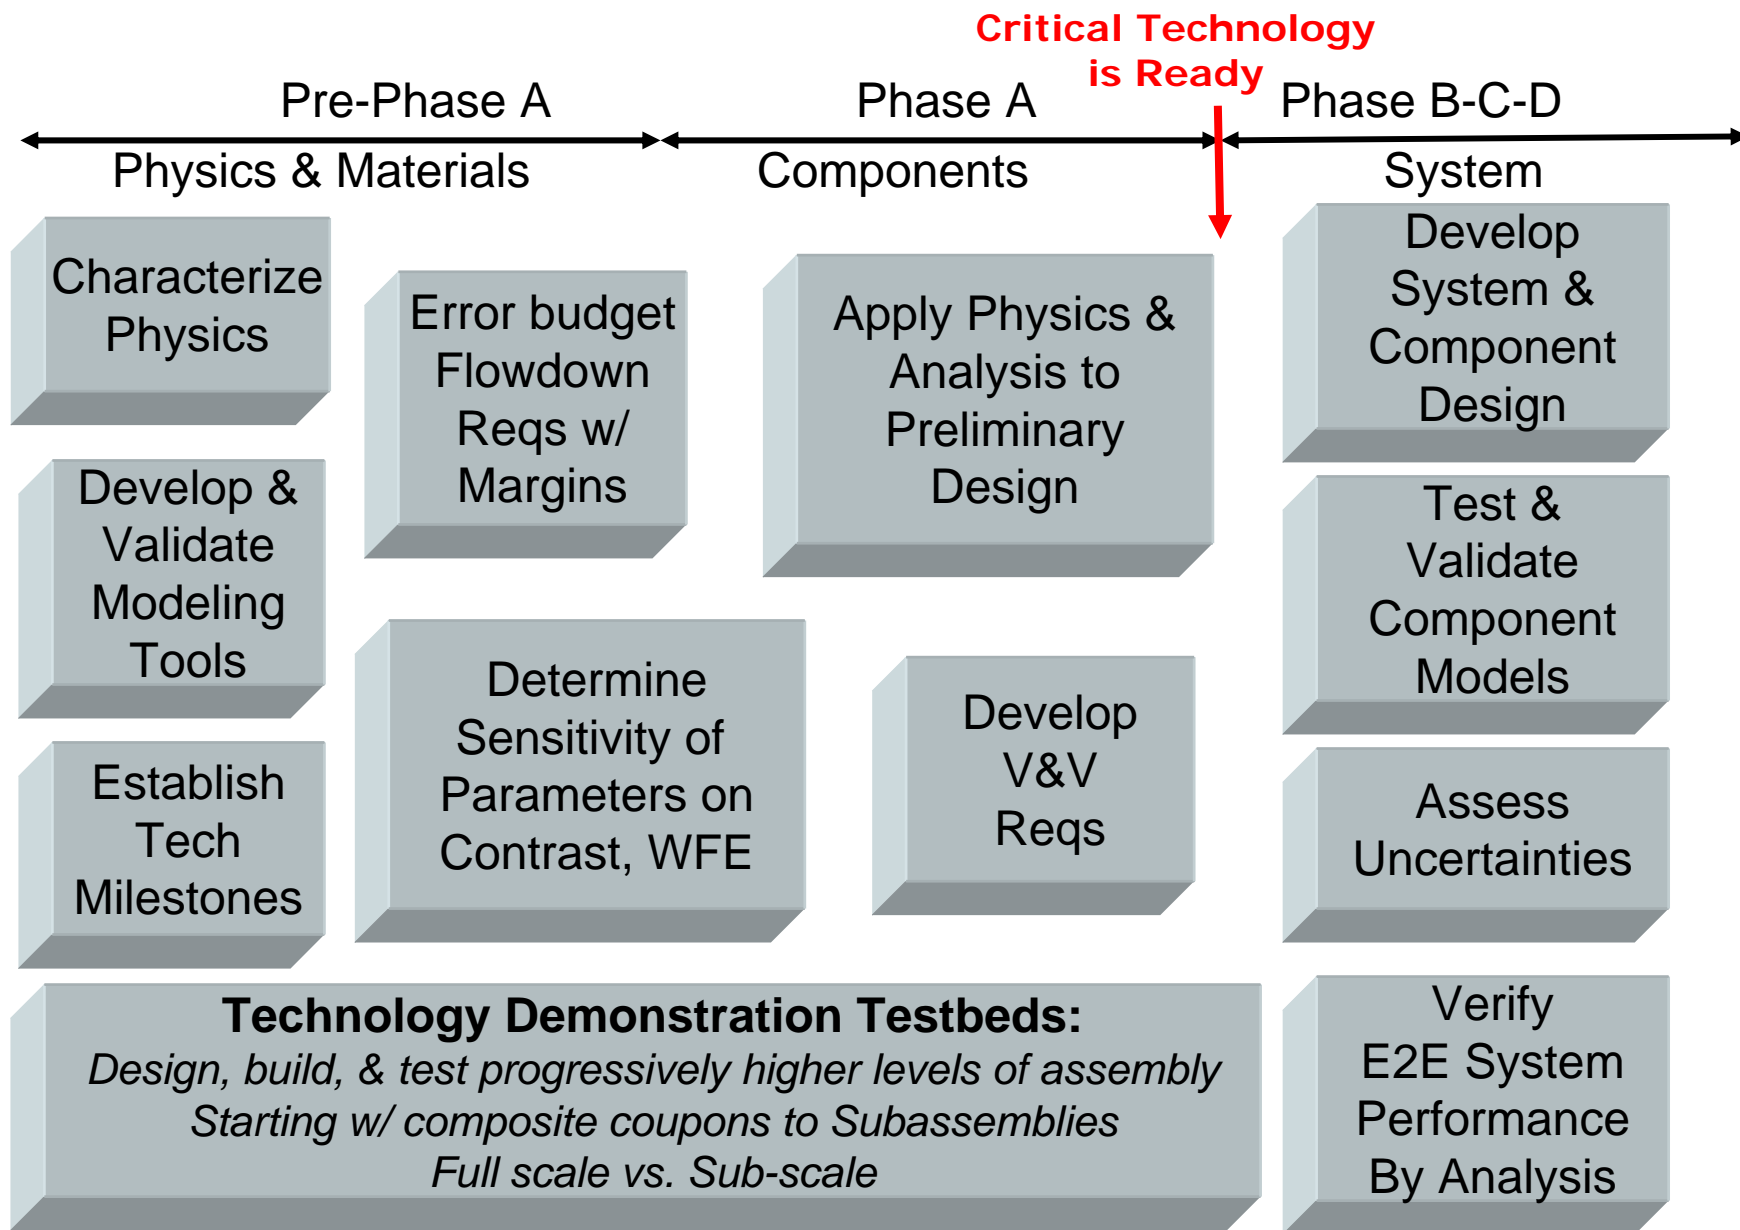 Critical Technology
is Ready
Pre-Phase A
Phase A
Phase B-C-D
Physics & Materials
Components
System
Characterize
Physics
Develop &
Validate
Modeling
Tools
Establish
Tech
Milestones
Error budget
Flowdown
Reqs w/
Margins
Determine
Sensitivity of
Parameters on
Contrast, WFE
Apply Physics &
Analysis to
Preliminary
Design
Develop
V&V
Reqs
Develop
System &
Component
Design
Test &
Validate
Component
Models
Assess
Uncertainties
Verify
E2E System
Performance
By Analysis
Technology Demonstration Testbeds:
Design, build, & test progressively higher levels of assembly
Starting w/ composite coupons to Subassemblies
Full scale vs. Sub-scale